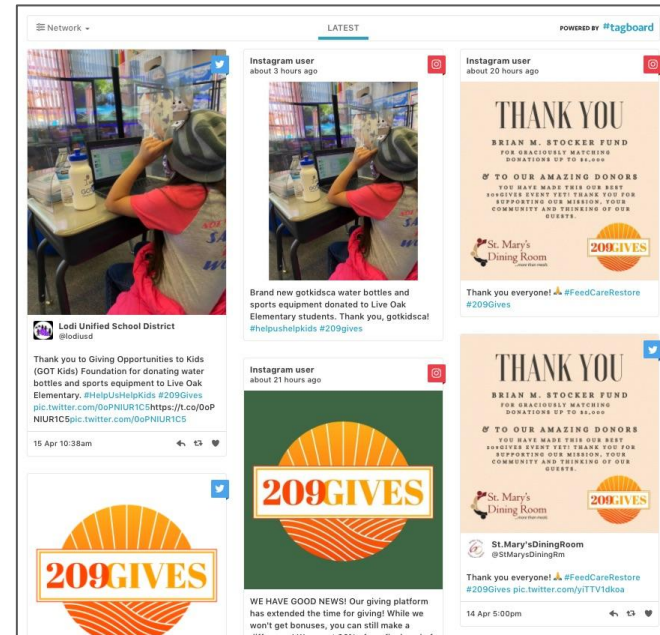 Network
LATEST
POWERED BY #tagboard
Lodi Unified School District
@lodiusd
Thank you to Giving Opportunities to Kids
(GOT Kids) Foundation for donating water
bottles and sports equipment to Live Oak
Elementary. #HelpUsHelpKids #209Gives
pic.twitter.com/0oPNIUR1C5https://t.co/0oP
NIUR1C5pic.twitter.com/0oPNIUR1C5
15 Apr 10:38am
209GIVES
Instagram user
about 3 hours ago
Brand new gotkidsca water bottles and
sports equipment donated to Live Oak
Elementary students. Thank you, gotkidsca!
#helpushelpkids #209gives
Instagram user
about 21 hours ago
209GIVES
WE HAVE GOOD NEWS! Our giving platform
has extended the time for giving! While we
won't get bonuses, you can still make a
Instagram user
about 20 hours ago
THANK YOU
BRIAN M. STOCKER FUND
FOR GRACIOUSLY MATCHING
DONATIONS UP TO
& TO OUR AMAZING DONORS
YOU HAVE MADE THIS OUR BEST
209GIVES EVENT YET! THANK YOU FOR
SUPPORTING OUR MISSION, YOUR
COMMUNITY AND THINKING OF OUR
GUESTS.
St. Mary's
Dining Room
...more than meals
209GIVES
Thank you everyone! 🙏 #FeedCareRestore
#209Gives
THANK YOU
BRIAN M. STOCKER FUND
FOR GRACIOUSLY MATCHING
DONATIONS UP TO
& TO OUR AMAZING DONORS
YOU HAVE MADE THIS OUR BEST
209GIVES EVENT YET! THANK YOU FOR
SUPPORTING OUR MISSION, YOUR
COMMUNITY AND THINKING OF OUR
GUESTS.
St. Mary's
Dining Room
...more than meals
209GIVES
St.Mary'sDiningRoom
@StMarysDiningRm
Thank you everyone! 🙏 #FeedCareRestore
#209Gives pic.twitter.com/yiTTV1dkoa
14 Apr 5:00pm